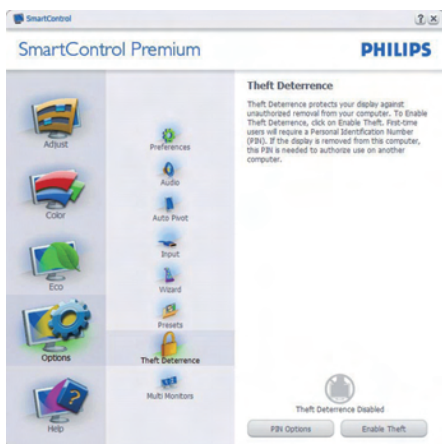 SmartControl
SmartControl Premium
PHILIPS
Adjust
Color
Eco
Options
Help
Preferences
Audio
Auto Pivot
Input
Wizard
Presets
Theft Deterrence
Multi Monitors
Theft Deterrence
Theft Deterrence protects your display against
unauthorized removal from your computer. To Enable
Theft Deterrence, click on Enable Theft. First-time
users will require a Personal Identification Number
(PIN). If the display is removed from this computer,
this PIN is needed to authorize use on another
computer.
Theft Deterrence Disabled
PIN Options
Enable Theft